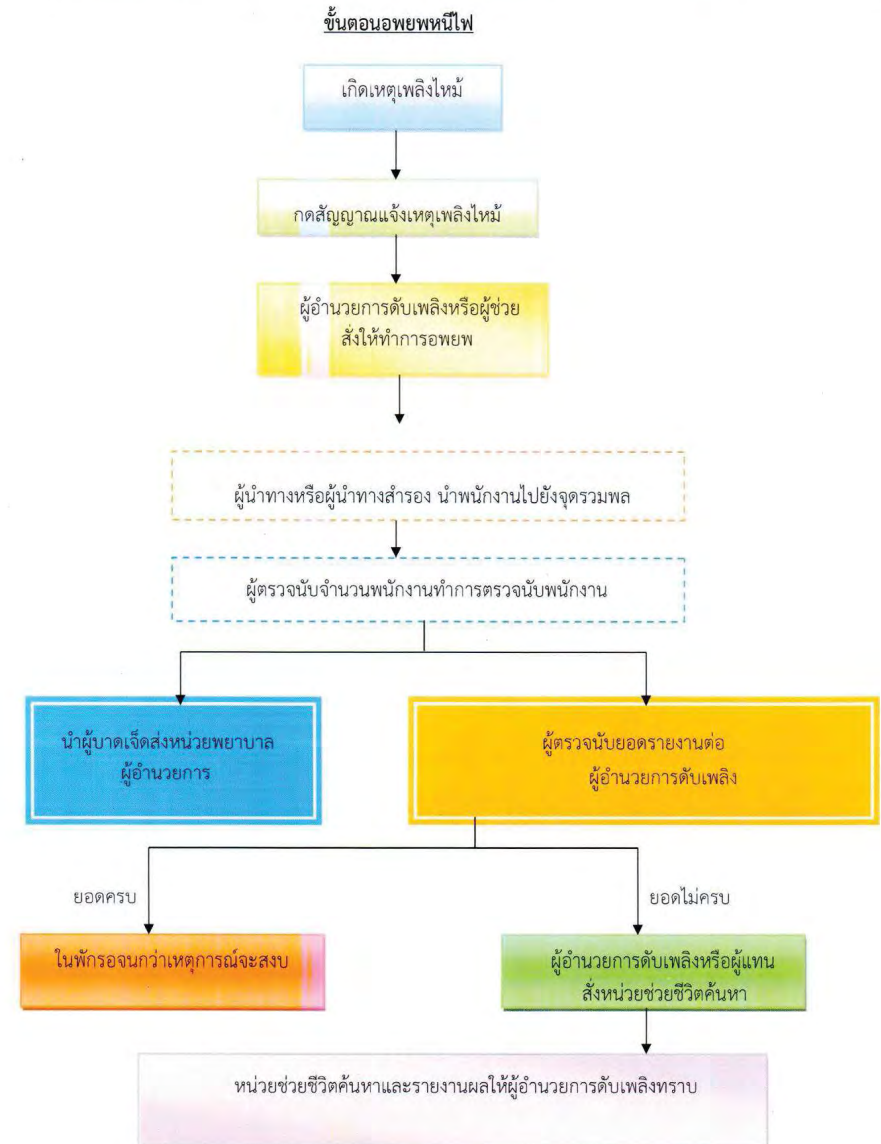 ขั้นตอนอพยพหนีไฟ
เกิดเหตุเพลิงไหม้
กดสัญญาณแจ้งเหตุเพลิงไหม้
ผู้อำนวยการดับเพลิงหรือผู้ช่วย
สั่งให้ทำการอพยพ
ผู้นำทางหรือผู้นำทางสำรอง นำพนักงานไปยังจุดรวมพล
ผู้ตรวจนับจำนวนพนักงานทำการตรวจนับพนักงาน
นำผู้บาดเจ็ดส่งหน่วยพยาบาล
ผู้อำนวยการ
ผู้ตรวจนับยอดรายงานต่อ
ผู้อำนวยการดับเพลิง
ยอดครบ
ยอดไม่ครบ
ในพักรอจนกว่าเหตุการณ์จะสงบ
ผู้อำนวยการดับเพลิงหรือผู้แทน
สั่งหน่วยช่วยชีวิตค้นหา
หน่วยช่วยชีวิตค้นหาและรายงานผลให้ผู้อำนวยการดับเพลิงทราบ